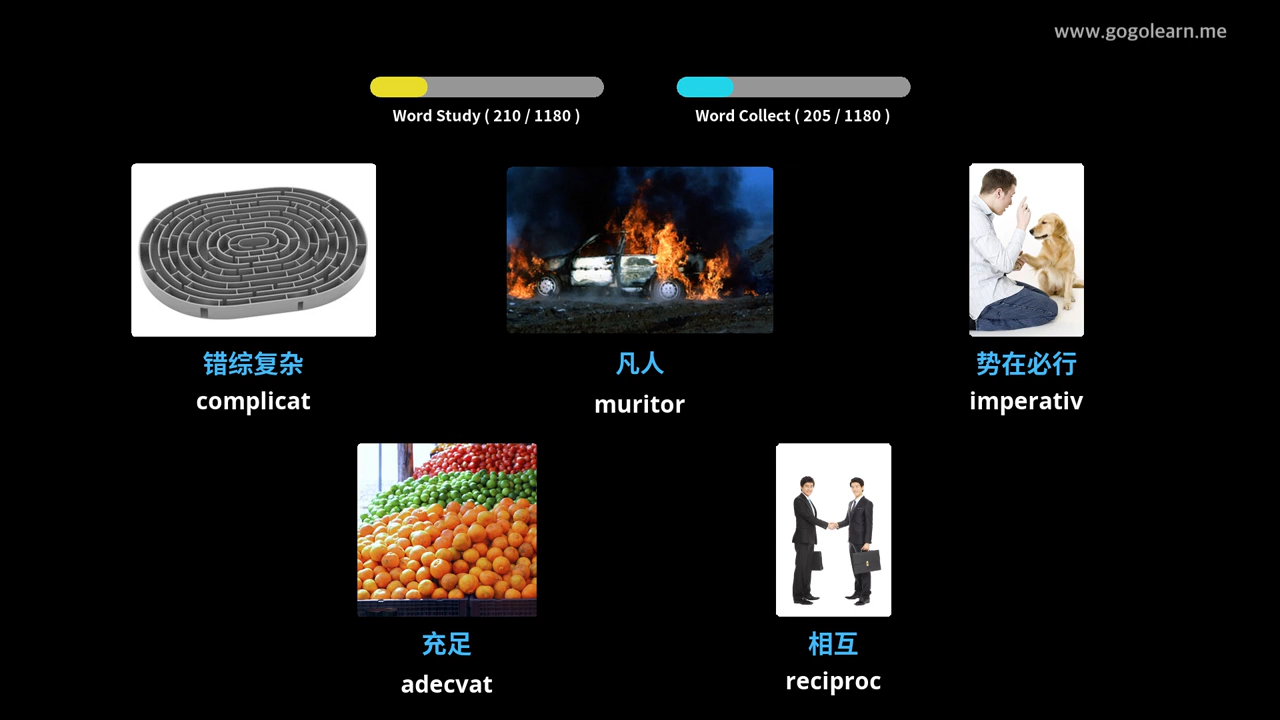 www.gogolearn.me
Word Study ( 210 / 1180 )
Word Collect ( 205 / 1180 )
错综复杂
complicat
凡人
muritor
势在必行
imperativ
充足
adecvat
相互
reciproc